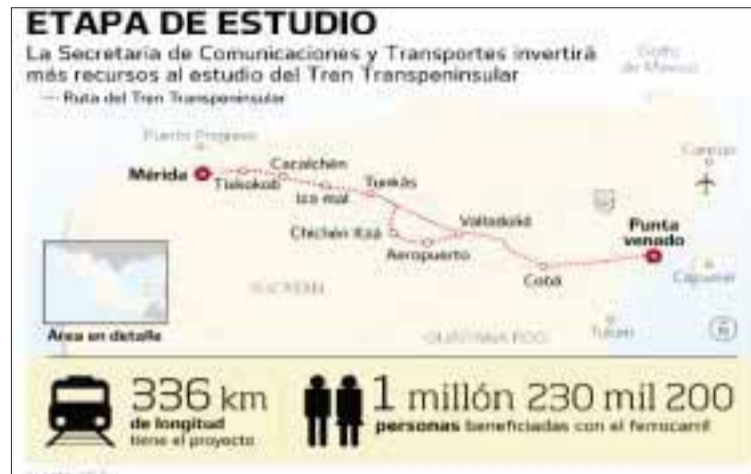 ETAPA DE ESTUDIO
La Secretaría de Comunicaciones y Transportes invertirá
más recursos al estudio del Tren Transpeninsular
Ruta del Tren Transpeninsular
Golfo
de México
Puerto Progreso
Cancún
Mérida
Cacalchén
Tixkokob
Izamal
Tunkás
Valladolid
Chichén Itzá
Aeropuerto
Punta
venado
Cobá
Cozumel
YUCATÁN
QUINTANA ROO
Tulum
N
Área en detalle
336 km
de longitud
tiene el proyecto
1 millón 230 mil 200
personas beneficiadas con el ferrocarril